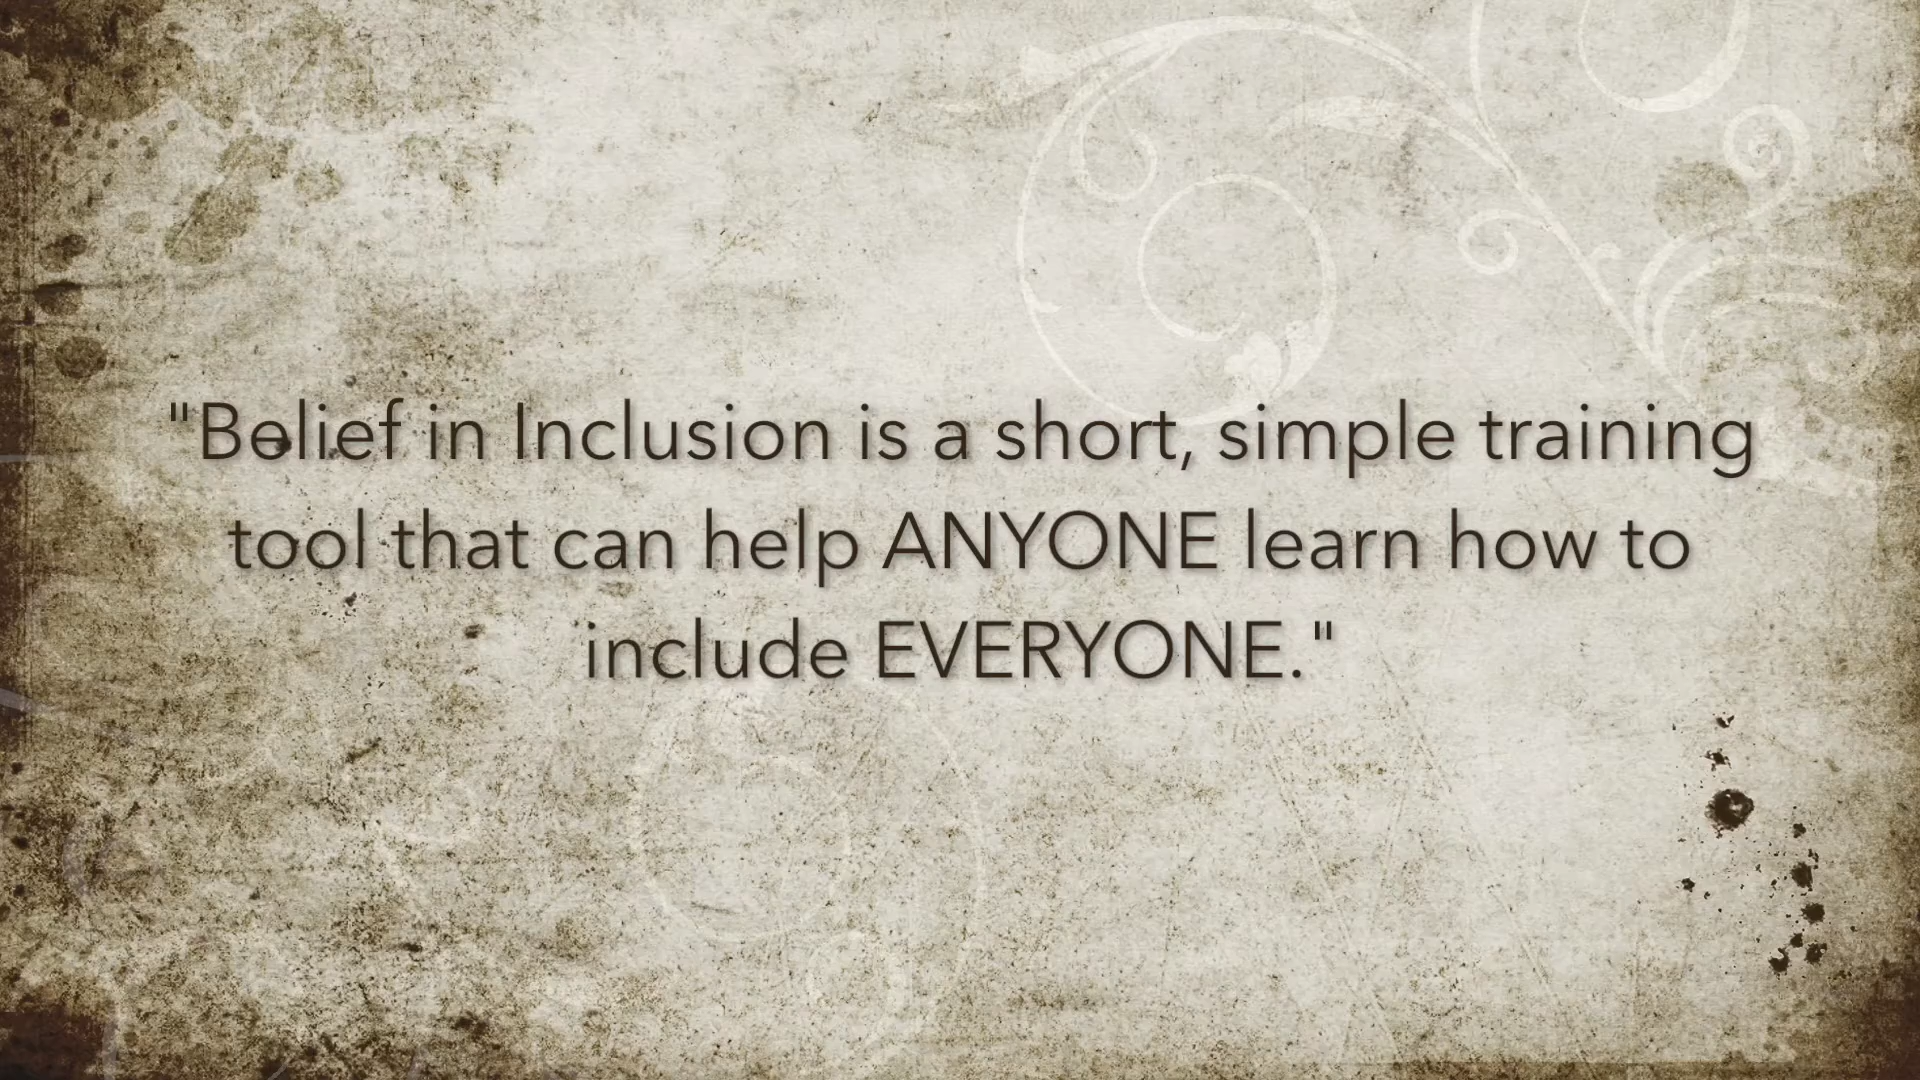 "Belief in Inclusion is a short, simple training
tool that can help ANYONE learn how to
include EVERYONE."